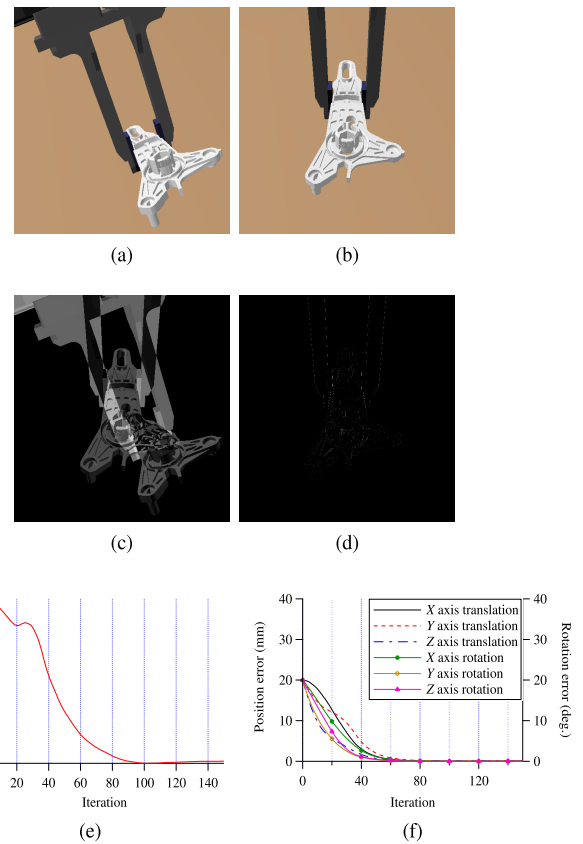 (a)
(b)
(c)
(d)
20 40 60 80 100 120 140
Iteration
(e)
40
30
20
10
0
Position error (mm)
X axis translation
Y axis translation
Z axis translation
X axis rotation
Y axis rotation
Z axis rotation
40
30
20
10
0
Rotation error (deg.)
0 40 80 120
Iteration
(f)